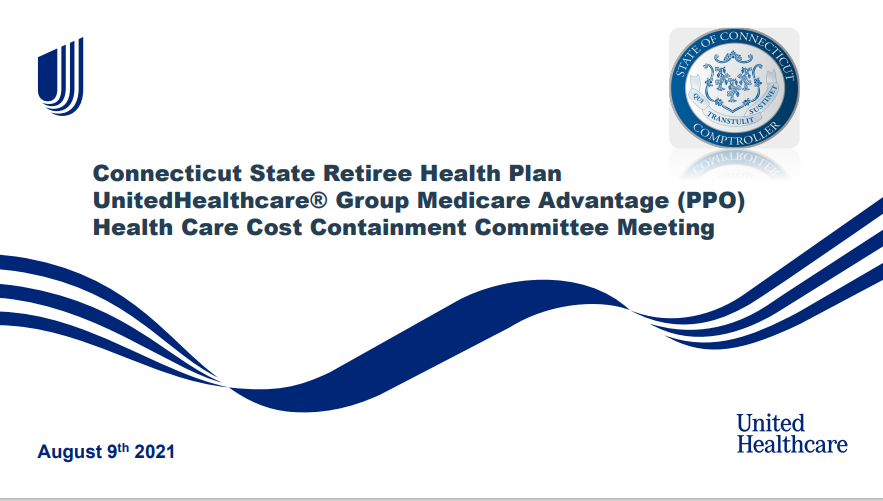 STATE OF CONNECTICUT
QUI TRANSTULIT SUSTINET
COMPTROLLER
Connecticut State Retiree Health Plan
UnitedHealthcare® Group Medicare Advantage (PPO)
Health Care Cost Containment Committee Meeting
August 9th 2021
United
Healthcare